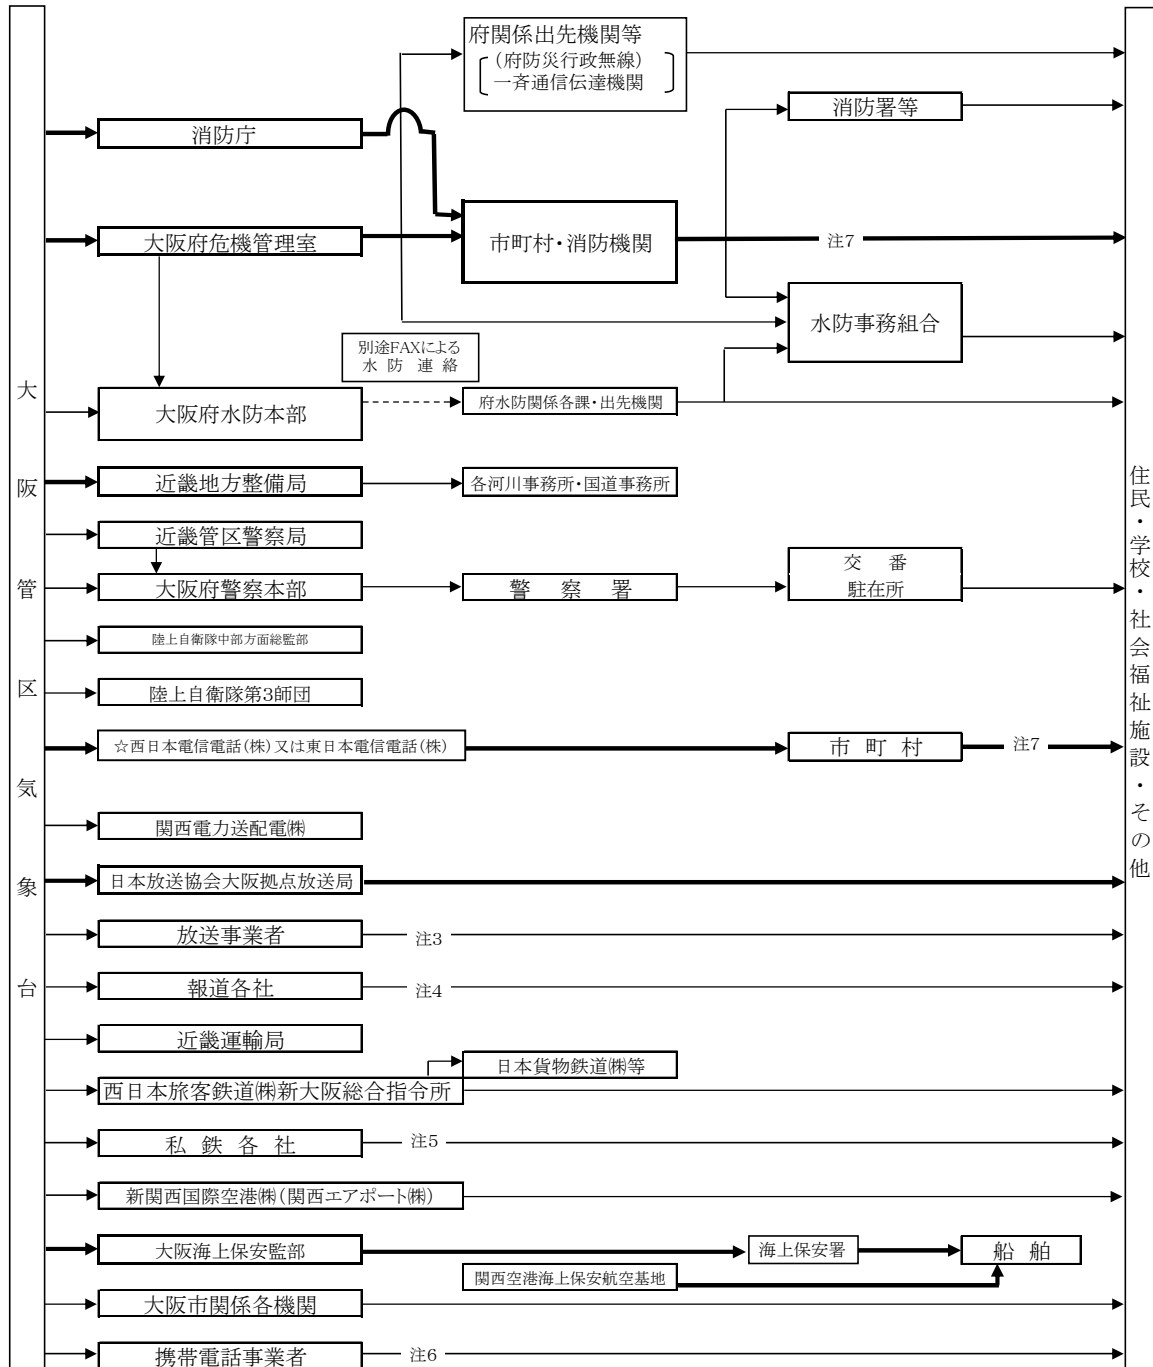 府関係出先機関等
(府防災行政無線)
一斉通信伝達機関
消防署等
消防庁
大阪府危機管理室
市町村・消防機関
注7
水防事務組合
別途FAXによる
水 防 連 絡
大阪府水防本部
府水防関係各課・出先機関
近畿地方整備局
各河川事務所・国道事務所
近畿管区警察局
大阪府警察本部
警 察 署
交 番
駐在所
陸上自衛隊中部方面総監部
陸上自衛隊第3師団
☆西日本電信電話(株)又は東日本電信電話(株)
市 町 村
注7
関西電力送配電㈱
日本放送協会大阪拠点放送局
放送事業者
注3
報道各社
注4
近畿運輸局
日本貨物鉄道㈱等
西日本旅客鉄道㈱新大阪総合指令所
私 鉄 各 社
注5
新関西国際空港㈱(関西エアポート㈱)
大阪海上保安監部
海上保安署
船 舶
関西空港海上保安航空基地
大阪市関係各機関
携帯電話事業者
注6
大阪管区気象台
住民・学校・社会福祉施設・その他